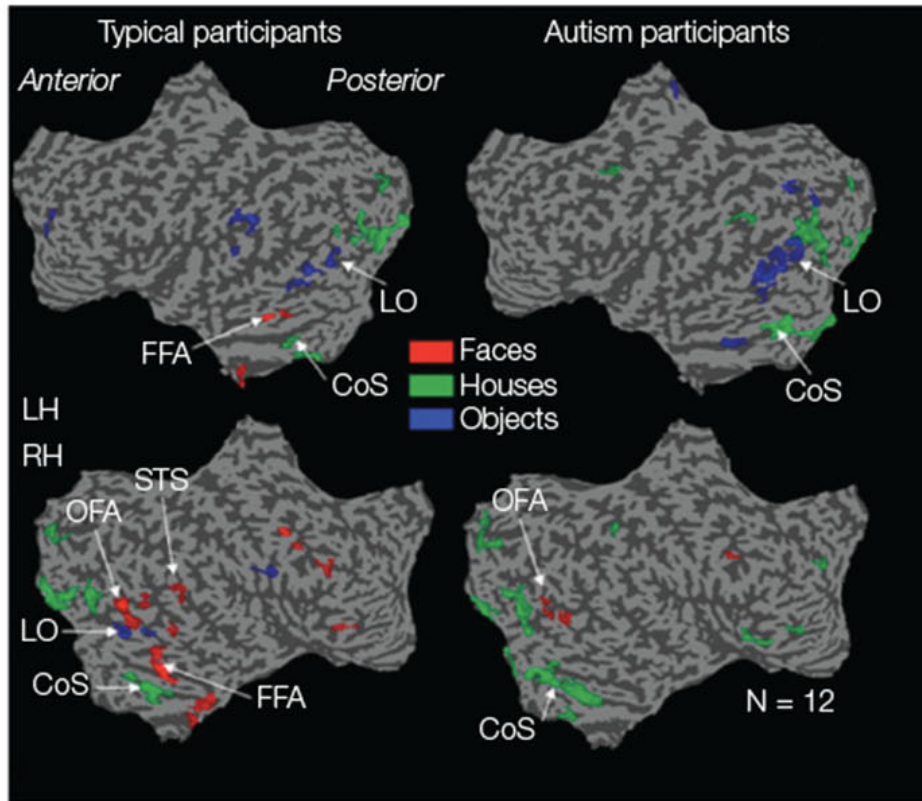 Typical participants
Autism participants
Anterior
Posterior
LO
FFA
CoS
LO
CoS
Faces
Houses
Objects
LH
RH
STS
OFA
LO
CoS
FFA
OFA
CoS
N = 12